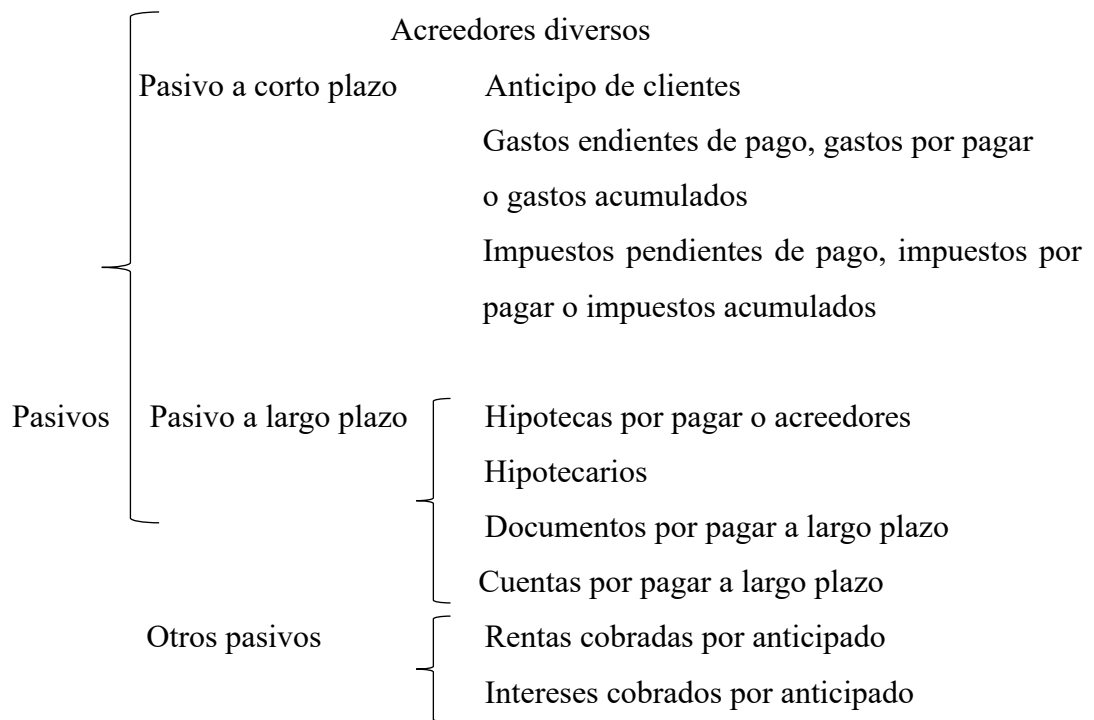 Acreedores diversos
Pasivo a corto plazo Anticipo de clientes
Gastos endientes de pago, gastos por pagar
o gastos acumulados
Impuestos pendientes de pago, impuestos por
pagar o impuestos acumulados
Pasivos Pasivo a largo plazo Hipotecas por pagar o acreedores
Hipotecarios
Documentos por pagar a largo plazo
Cuentas por pagar a largo plazo
Otros pasivos Rentas cobradas por anticipado
Intereses cobrados por anticipado